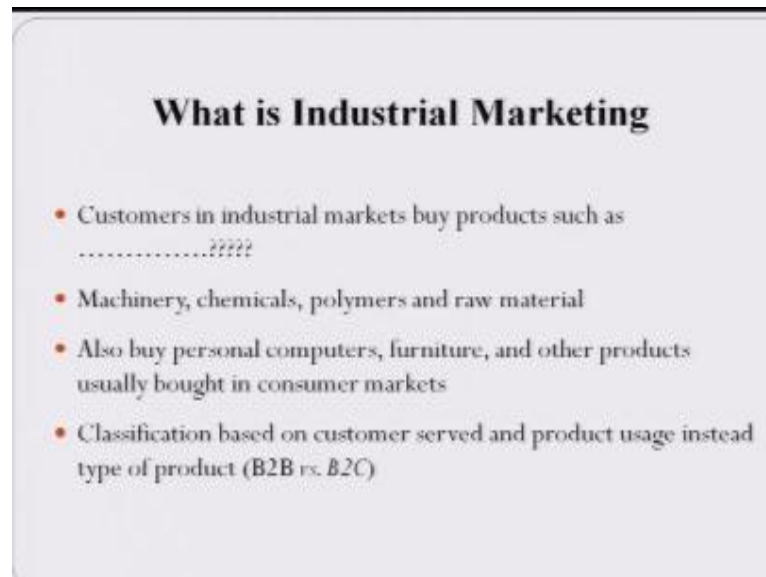 What is Industrial Marketing
• Customers in industrial markets buy products such as
..............?????
• Machinery, chemicals, polymers and raw material
• Also buy personal computers, furniture, and other products
usually bought in consumer markets
• Classification based on customer served and product usage instead
type of product (B2B vs. B2C)